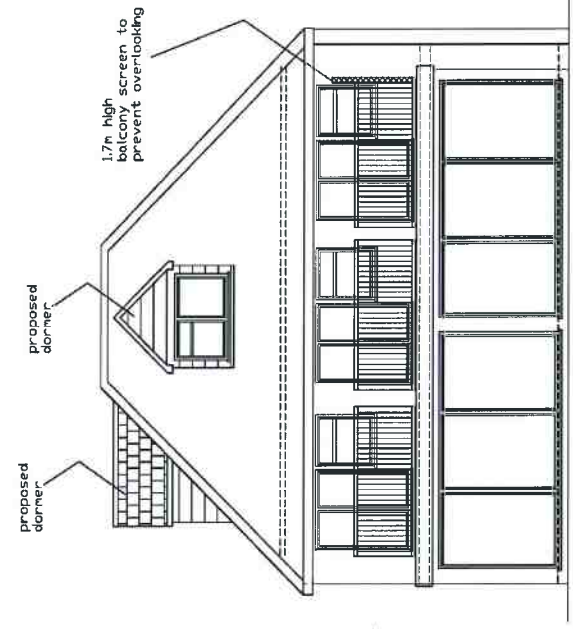 proposed
dormer
proposed
dormer
1.7m high
balcony screen to
prevent overlooking